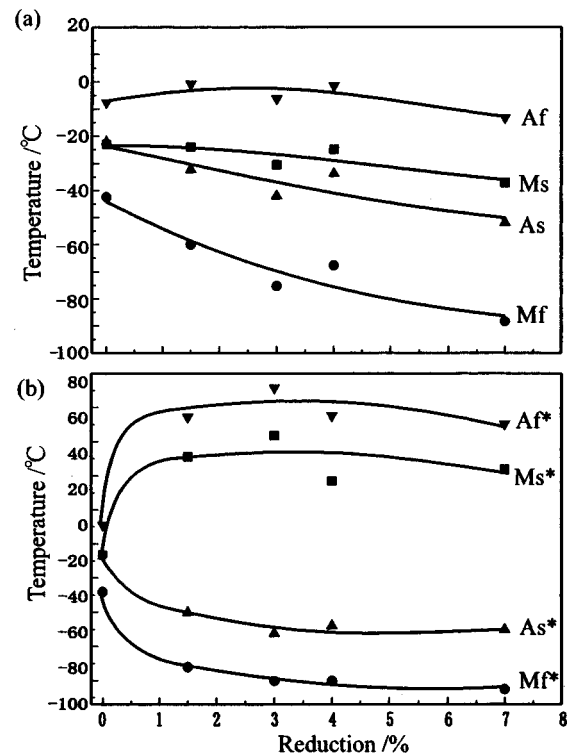 (a)
20
0
−20
−40
−60
−80
−100
Temperature /°C
Af
Ms
As
Mf
(b)
80
60
40
20
0
−20
−40
−60
−80
−100
Temperature /°C
Af*
Ms*
As*
Mf*
0 1 2 3 4 5 6 7
Reduction /%